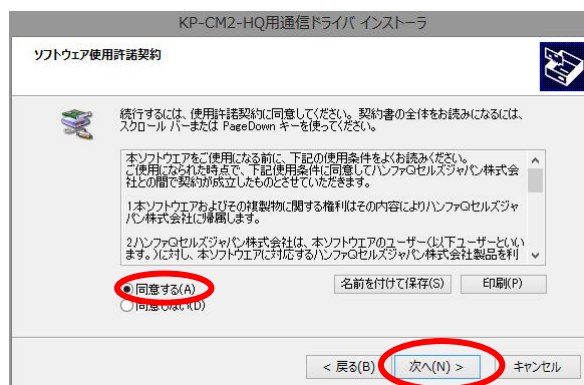 KP-CM2-HQ用通信ドライバ インストーラ
ソフトウェア使用許諾契約
続行するには、使用許諾契約に同意してください。契約書の全体をお読みになるには、
スクロール バーまたは PageDown キーを使ってください。
本ソフトウエアをご使用になる前に、下記の使用条件をよくお読みください。
ご使用になられた時点で、下記使用条件に同意してハンファQセルズジャパン株式会
社との間で契約が成立したものとさせていただきます。
1本ソフトウエアおよびその複製物に関する権利はその内容によりハンファQセルズジャ
パン株式会社に帰属します。
2ハンファQセルズジャパン株式会社は、本ソフトウエアのユーザー(以下ユーザーといい
ます。)に対し、本ソフトウエアに対応するハンファQセルズジャパン株式会社製品を利
同意する(A)
名前を付けて保存(S)
印刷(P)
同意しない(D)
< 戻る(B)
次へ(N) >
キャンセル